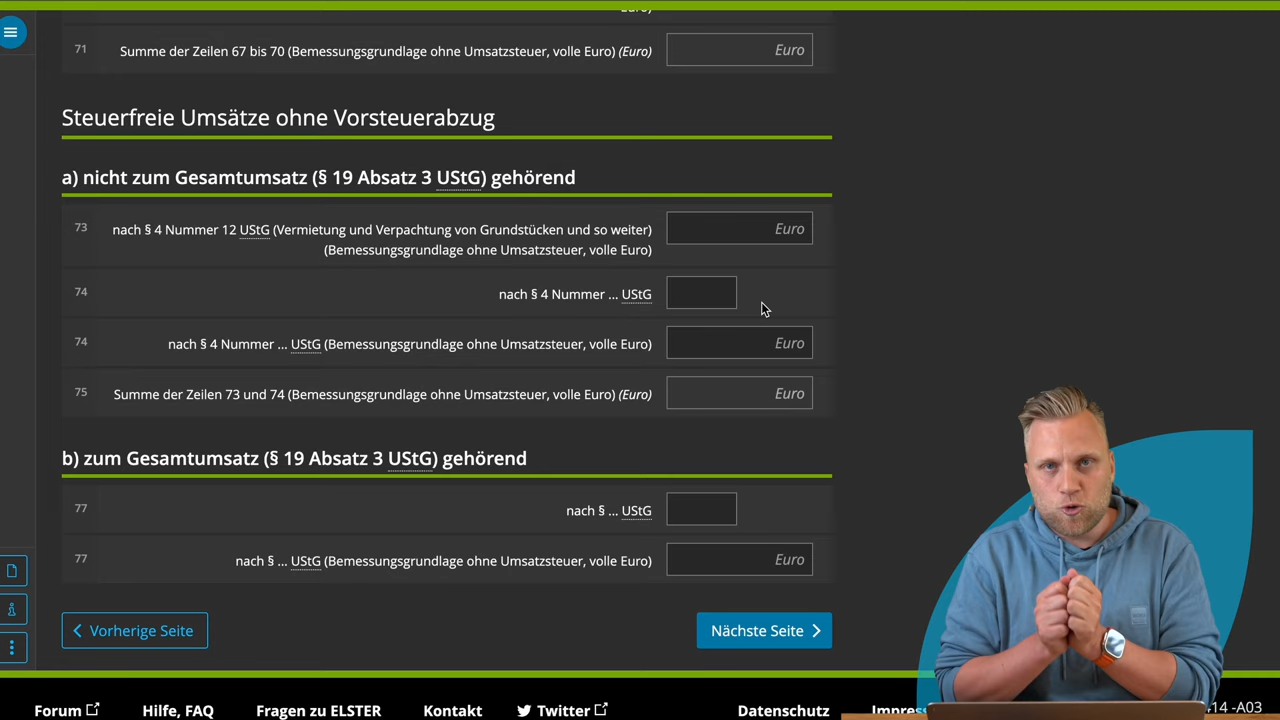 Euro)
71 Summe der Zeilen 67 bis 70 (Bemessungsgrundlage ohne Umsatzsteuer, volle Euro) (Euro) Euro
Steuerfreie Umsätze ohne Vorsteuerabzug
a) nicht zum Gesamtumsatz (§ 19 Absatz 3 UStG) gehörend
73 nach § 4 Nummer 12 UStG (Vermietung und Verpachtung von Grundstücken und so weiter) Euro
(Bemessungsgrundlage ohne Umsatzsteuer, volle Euro)
74 nach § 4 Nummer ... UStG
74 nach § 4 Nummer ... UStG (Bemessungsgrundlage ohne Umsatzsteuer, volle Euro) Euro
75 Summe der Zeilen 73 und 74 (Bemessungsgrundlage ohne Umsatzsteuer, volle Euro) (Euro) Euro
b) zum Gesamtumsatz (§ 19 Absatz 3 UStG) gehörend
77 nach § ... UStG
77 nach § ... UStG (Bemessungsgrundlage ohne Umsatzsteuer, volle Euro) Euro
Vorherige Seite Nächste Seite
Forum Hilfe, FAQ Fragen zu ELSTER Kontakt Twitter Datenschutz Impres .14 -A03